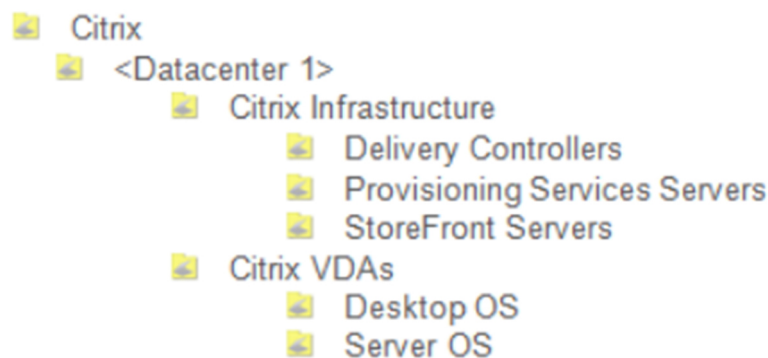 Citrix
<Datacenter 1>
Citrix Infrastructure
Delivery Controllers
Provisioning Services Servers
StoreFront Servers
Citrix VDAs
Desktop OS
Server OS